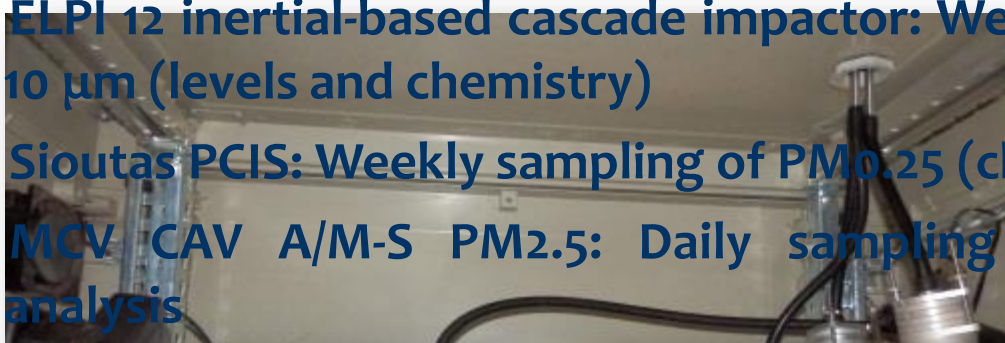 ELPI 12 inertial-based cascade impactor: We
10 µm (levels and chemistry)
Sioutas PCIS: Weekly sampling of PM0.25 (cl
MCV CAV A/M-S PM2.5: Daily sampling
analysis